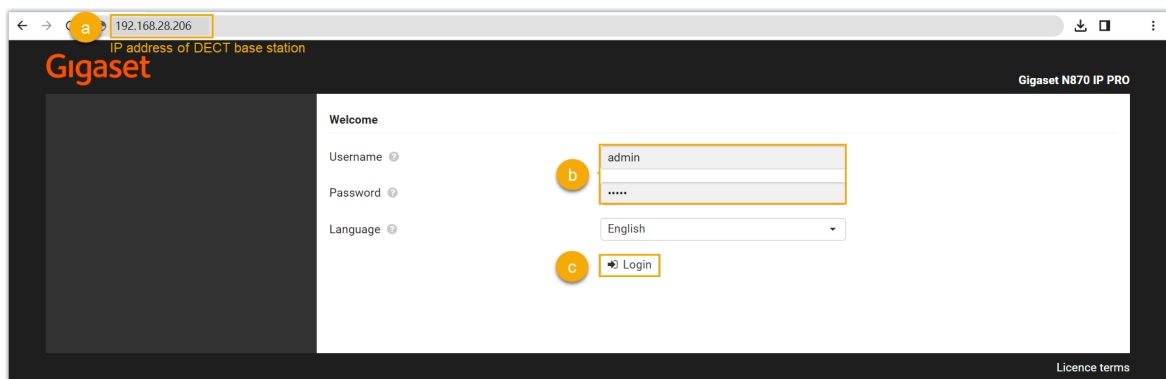 a
192.168.28.206
IP address of DECT base station
Gigaset
Gigaset N870 IP PRO
Welcome
Username
admin
b
Password
•••••
Language
English
c
Login
Licence terms